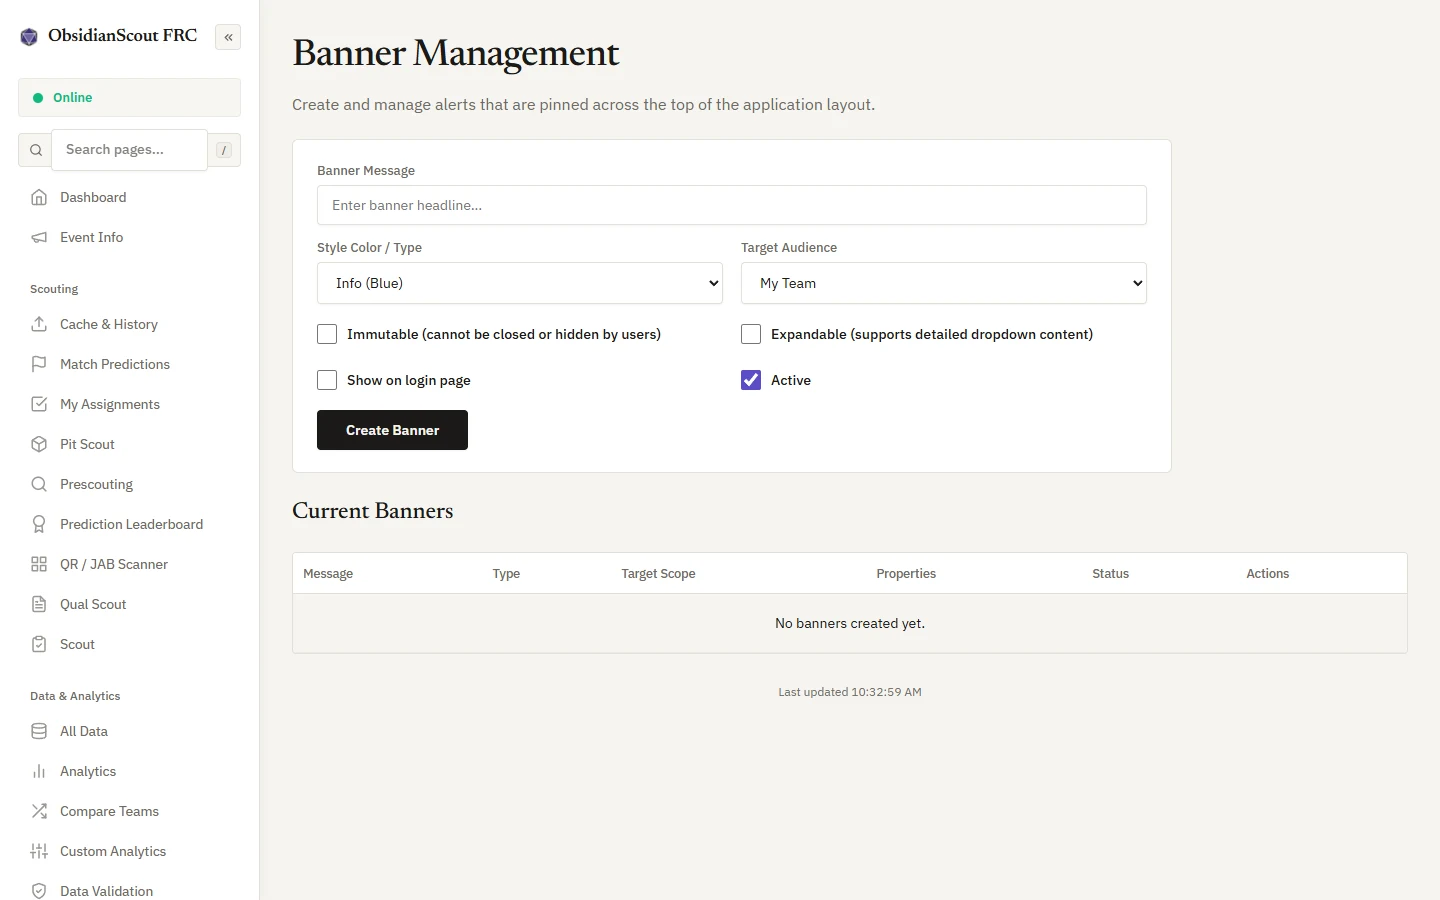 ObsidianScout FRC
«
Online
Search pages...
/
Dashboard
Event Info
Scouting
Cache & History
Match Predictions
My Assignments
Pit Scout
Prescouting
Prediction Leaderboard
QR / JAB Scanner
Qual Scout
Scout
Data & Analytics
All Data
Analytics
Compare Teams
Custom Analytics
Data Validation
Banner Management
Create and manage alerts that are pinned across the top of the application layout.
Banner Message
Enter banner headline...
Style Color / Type
Target Audience
Info (Blue)
My Team
Immutable (cannot be closed or hidden by users)
Expandable (supports detailed dropdown content)
Show on login page
Active
Create Banner
Current Banners
Message Type Target Scope Properties Status Actions
No banners created yet.
Last updated 10:32:59 AM